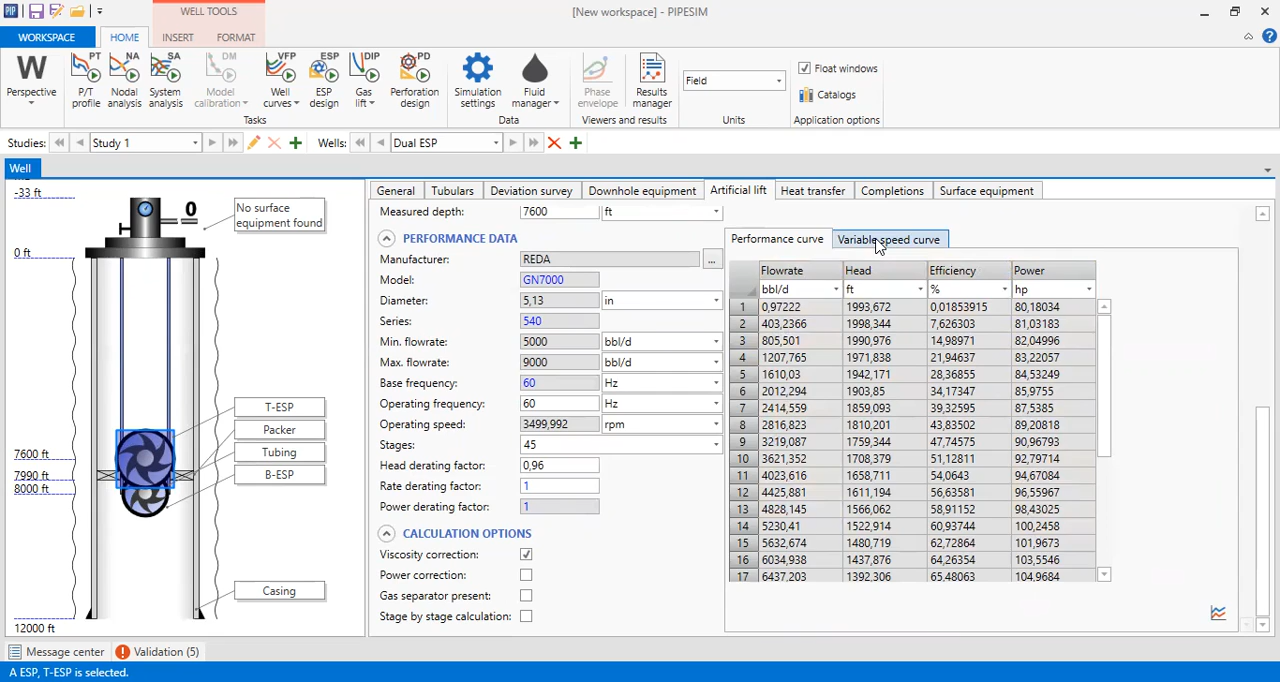 PIP
WELL TOOLS
[New workspace] - PIPESIM
WORKSPACE HOME INSERT FORMAT
Perspective
PT P/T profile
NA Nodal analysis
SA System analysis
DM Model calibration
VFP Well curves
ESP ESP design
DIP Gas lift
PD Perforation design
Simulation settings
Fluid manager
Phase envelope
Results manager
Field
Float windows
Catalogs
Tasks Data Viewers and results Units Application options
Studies: Study 1 Wells: Dual ESP
Well
-33 ft
0
No surface equipment found
0 ft
T-ESP
Packer
7600 ft
Tubing
7990 ft
B-ESP
8000 ft
Casing
12000 ft
General Tubulars Deviation survey Downhole equipment Artificial lift Heat transfer Completions Surface equipment
Measured depth: 7600 ft
PERFORMANCE DATA
Manufacturer: REDA ...
Model: GN7000
Diameter: 5,13 in
Series: 540
Min. flowrate: 5000 bbl/d
Max. flowrate: 9000 bbl/d
Base frequency: 60 Hz
Operating frequency: 60 Hz
Operating speed: 3499,992 rpm
Stages: 45
Head derating factor: 0,96
Rate derating factor: 1
Power derating factor: 1
CALCULATION OPTIONS
Viscosity correction:
Power correction:
Gas separator present:
Stage by stage calculation:
Performance curve Variable speed curve
Flowrate Head Efficiency Power
bbl/d ft % hp
1 0,97222 1993,672 0,01853915 80,18034
2 403,2366 1998,344 7,626303 81,03183
3 805,501 1990,976 14,98971 82,04996
4 1207,765 1971,838 21,94637 83,22057
5 1610,03 1942,171 28,36855 84,53249
6 2012,294 1903,85 34,17347 85,9755
7 2414,559 1859,093 39,32595 87,5385
8 2816,823 1810,201 43,83502 89,20818
9 3219,087 1759,344 47,74575 90,96793
10 3621,352 1708,379 51,12811 92,79714
11 4023,616 1658,711 54,0643 94,67084
12 4425,881 1611,194 56,63581 96,55967
13 4828,145 1566,062 58,91152 98,43025
14 5230,41 1522,914 60,93744 100,2458
15 5632,674 1480,719 62,72864 101,9673
16 6034,938 1437,876 64,26354 103,5546
17 6437,203 1392,306 65,48063 104,9684
Message center Validation (5)
A ESP, T-ESP is selected.